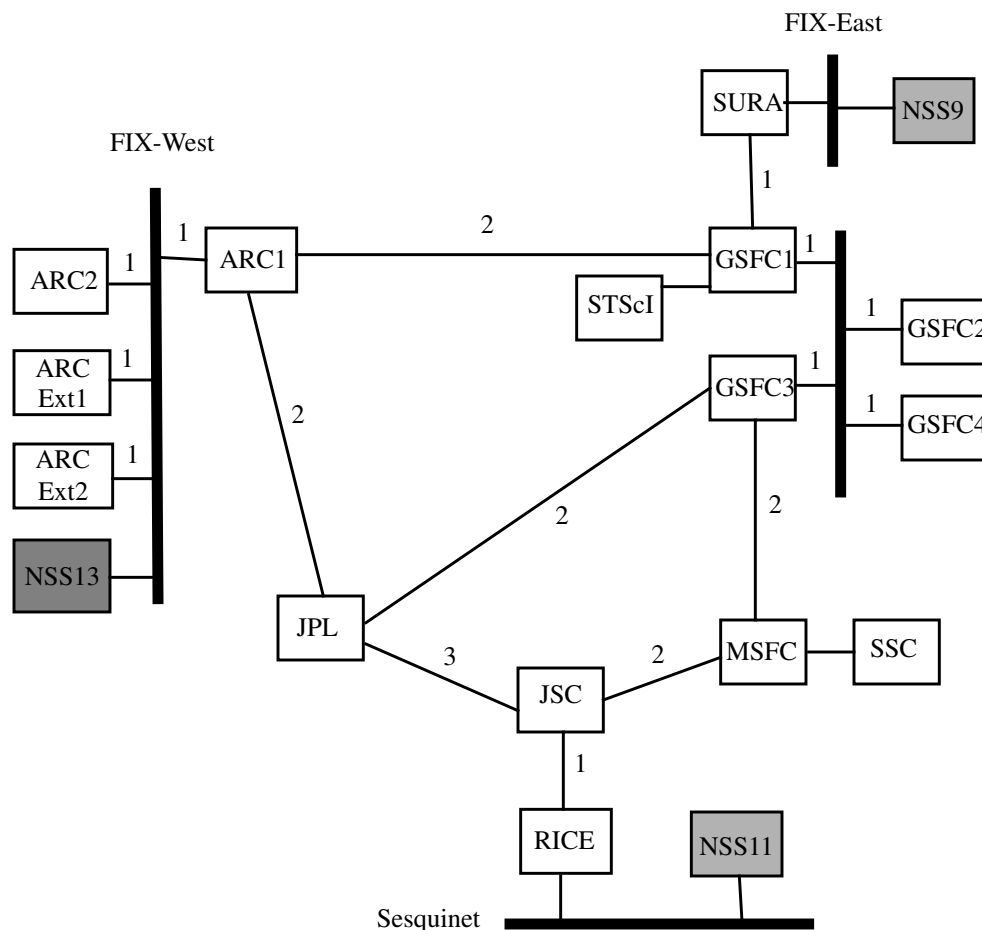 FIX-East
SURA
NSS9
FIX-West
1
1
2
1
ARC1
GSFC1
ARC2
1
STScI
1
GSFC2
ARC
Ext1
1
GSFC3
1
2
1
GSFC4
ARC
Ext2
1
2
2
NSS13
JPL
3
2
MSFC
SSC
JSC
1
RICE
NSS11
Sesquinet